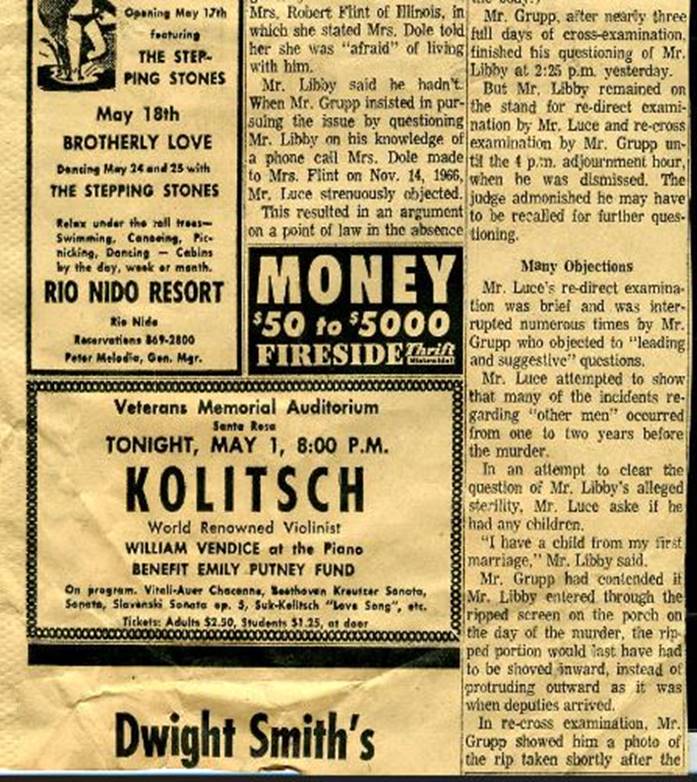 Opening May 17th
featuring
THE STEP-
PING STONES
May 18th
BROTHERLY LOVE
Dancing May 24 and 25 with
THE STEPPING STONES
Relax under the tall trees—
Swimming, Canoeing, Pic-
nicking, Dancing — Cabins
by the day, week or month.
RIO NIDO RESORT
Rio Nido
Reservations 869-2800
Peter Melodia, Gen. Mgr.
Mrs. Robert Flint of Illinois, in
which she stated Mrs. Dole told
her she was "afraid" of living
with him.
Mr. Libby said he hadn't.
When Mr. Grupp insisted in pur-
suing the issue by questioning
Mr. Libby on his knowledge of
a phone call Mrs. Dole made
to Mrs. Flint on Nov. 14, 1966,
Mr. Luce strenuously objected.
This resulted in an argument
on a point of law in the absence
MONEY
$50 to $5000
FIRESIDE Thrift
Veterans Memorial Auditorium
Santa Rosa
TONIGHT, MAY 1, 8:00 P.M.
KOLITSCH
World Renowned Violinist
WILLIAM VENDICE at the Piano
BENEFIT EMILY PUTNEY FUND
On program. Vitali-Auer Chaconne, Beethoven Kreutzer Sonata,
Sonata, Slavenski Sonata op. 5, Suk-Kolitsch "Love Song", etc.
Tickets: Adults $2.50, Students $1.25, at door
Dwight Smith's
the body.)
Mr. Grupp, after nearly three
full days of cross-examination,
finished his questioning of Mr.
Libby at 2:25 p.m. yesterday.
But Mr. Libby remained on
the stand for re-direct exami-
nation by Mr. Luce and re-cross
examination by Mr. Grupp un-
til the 4 p.m. adjournment hour,
when he was dismissed. The
judge admonished he may have
to be recalled for further ques-
tioning.
Many Objections
Mr. Luce's re-direct examina-
tion was brief and was inter-
rupted numerous times by Mr.
Grupp who objected to "leading
and suggestive" questions.
Mr. Luce attempted to show
that many of the incidents re-
garding "other men" occurred
from one to two years before
the murder.
In an attempt to clear the
question of Mr. Libby's alleged
sterility, Mr. Luce aske if he
had any children.
"I have a child from my first
marriage," Mr. Libby said.
Mr. Grupp had contended if
Mr. Libby entered through the
ripped screen on the porch on
the day of the murder, the rip-
ped portion would last have had
to be shoved inward, instead of
protruding outward as it was
when deputies arrived.
In re-cross examination, Mr.
Grupp showed him a photo of
the rip taken shortly after the